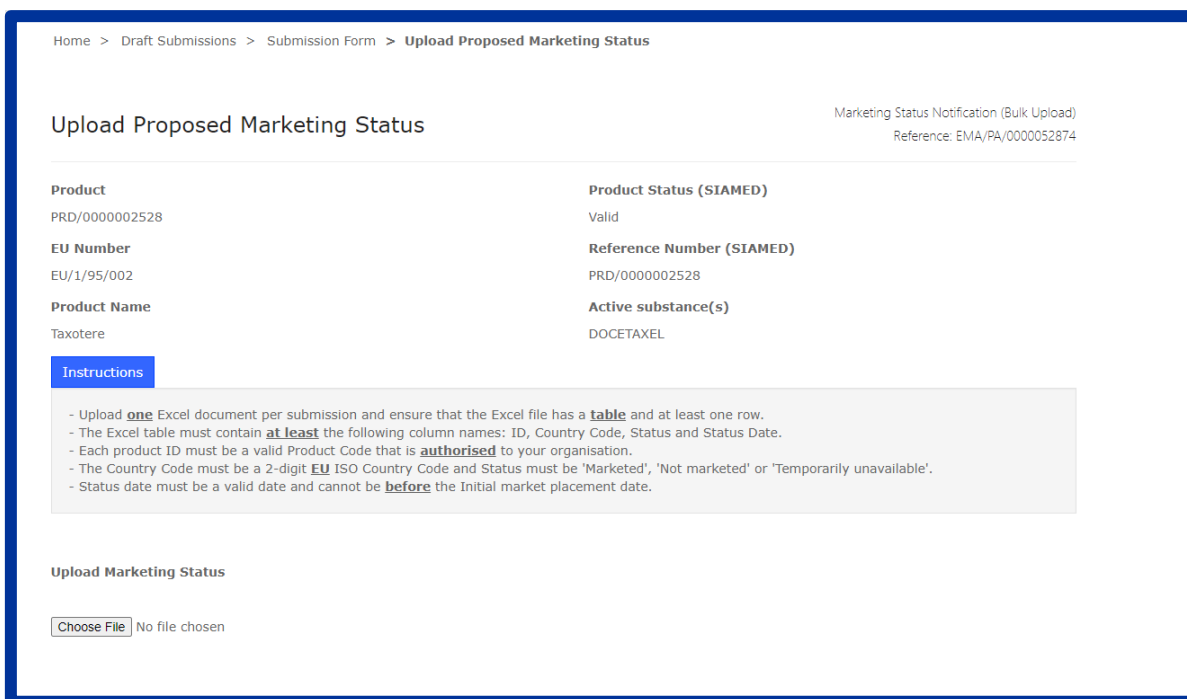 Home > Draft Submissions > Submission Form > Upload Proposed Marketing Status
Upload Proposed Marketing Status
Marketing Status Notification (Bulk Upload)
Reference: EMA/PA/0000052874
Product
PRD/0000002528
Product Status (SIAMED)
Valid
EU Number
EU/1/95/002
Reference Number (SIAMED)
PRD/0000002528
Product Name
Taxotere
Active substance(s)
DOCETAXEL
Instructions
- Upload one Excel document per submission and ensure that the Excel file has a table and at least one row.
- The Excel table must contain at least the following column names: ID, Country Code, Status and Status Date.
- Each product ID must be a valid Product Code that is authorised to your organisation.
- The Country Code must be a 2-digit EU ISO Country Code and Status must be 'Marketed', 'Not marketed' or 'Temporarily unavailable'.
- Status date must be a valid date and cannot be before the Initial market placement date.
Upload Marketing Status
Choose File No file chosen